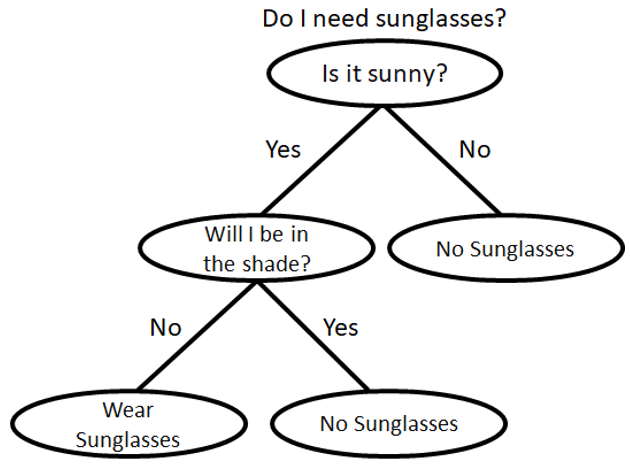 Do I need sunglasses?
Is it sunny?
Yes
No
Will I be in
the shade?
No Sunglasses
No
Yes
Wear
Sunglasses
No Sunglasses